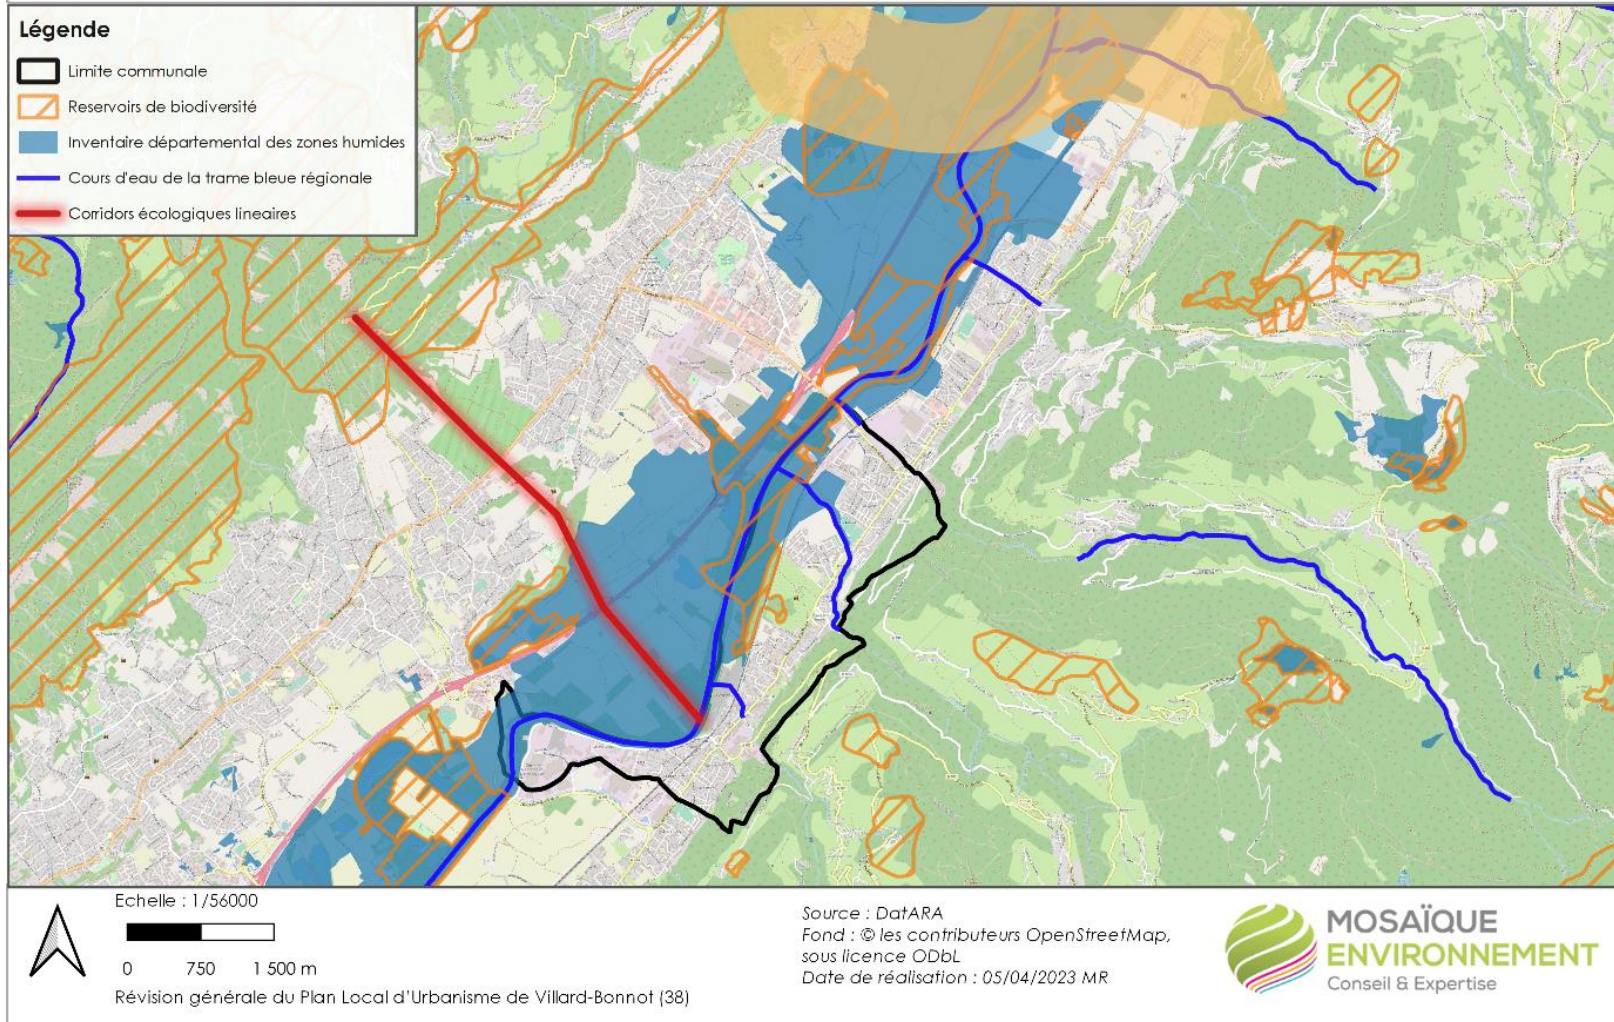 Légende
Limite communale
Reservoirs de biodiversité
Inventaire départemental des zones humides
Cours d'eau de la trame bleue régionale
Corridors écologiques lineaires
Echelle : 1/56000
0 750 1 500 m
Révision générale du Plan Local d'Urbanisme de Villard-Bonnot (38)
Source : DatARA
Fond : © les contributeurs OpenStreetMap,
sous licence ODbL
Date de réalisation : 05/04/2023 MR
MOSAÏQUE
ENVIRONNEMENT
Conseil & Expertise